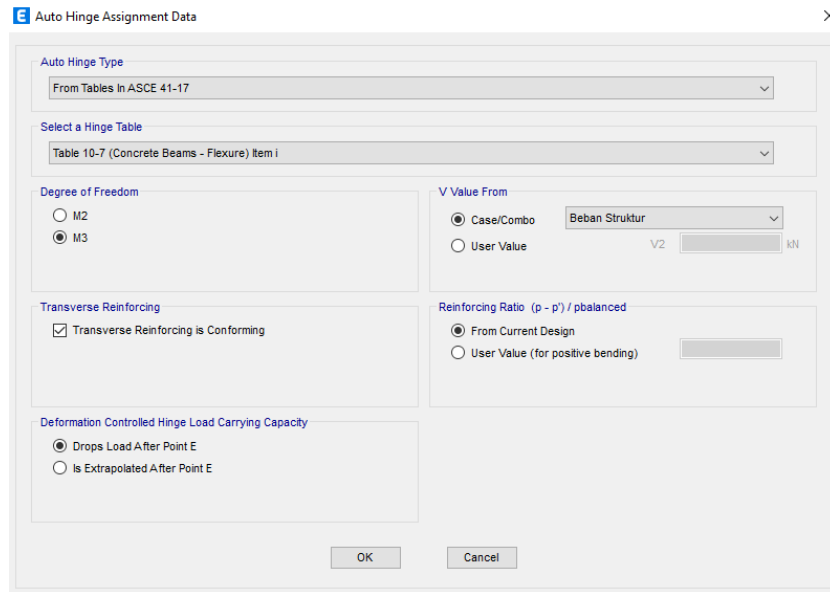 E Auto Hinge Assignment Data
Auto Hinge Type
From Tables In ASCE 41-17
Select a Hinge Table
Table 10-7 (Concrete Beams - Flexure) Item i
Degree of Freedom
M2
M3
V Value From
Case/Combo Beban Struktur
User Value V2 kN
Transverse Reinforcing
Transverse Reinforcing is Conforming
Reinforcing Ratio (p - p') / pbalanced
From Current Design
User Value (for positive bending)
Deformation Controlled Hinge Load Carrying Capacity
Drops Load After Point E
Is Extrapolated After Point E
OK Cancel